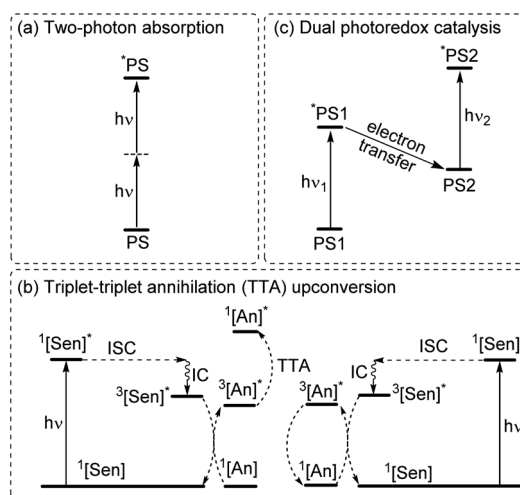 (a) Two-photon absorption
*PS
hν
hν
PS
(c) Dual photoredox catalysis
*PS2
*PS1
hν₂
electron
transfer
hν₁
PS2
PS1
(b) Triplet-triplet annihilation (TTA) upconversion
¹[An]*
¹[Sen]* ISC ISC ¹[Sen]*
TTA
IC ³[An]* ³[An]* IC
³[Sen]* ³[Sen]*
hν hν
¹[Sen] ¹[An] ¹[An] ¹[Sen]